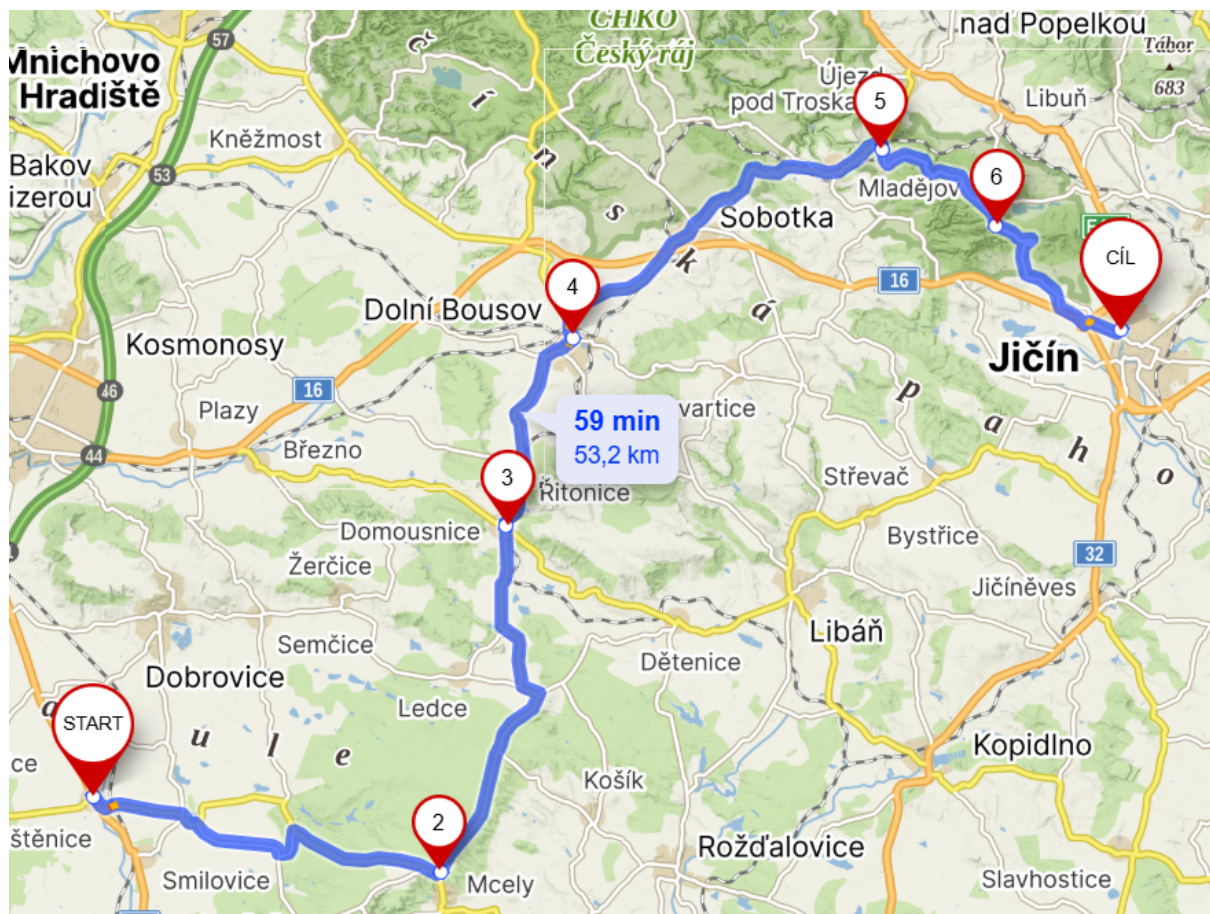 CHKO
Český ráj
nad Popelkou
Tábor
683
57
Mnichovo
Hradiště
Újezd
pod Troska
Libuň
Kněžmost
5
Bakov
izerou
53
Mladějov
6
č
í
n
s
k
á
Sobotka
CÍL
16
4
Dolní Bousov
Kosmonosy
Jičín
46
16
59 min
53,2 km
vartice
Plazy
p
a
h
o
44
Březno
3
Řitonice
Střevač
Domousnice
Bystřice
32
Žerčice
Jičíněves
Semčice
Libáň
Dětenice
Dobrovice
Ledce
START
u
l
e
ce
Kopidlno
Košík
2
štěnice
Rožďalovice
Smilovice
Mcely
Slavhostice